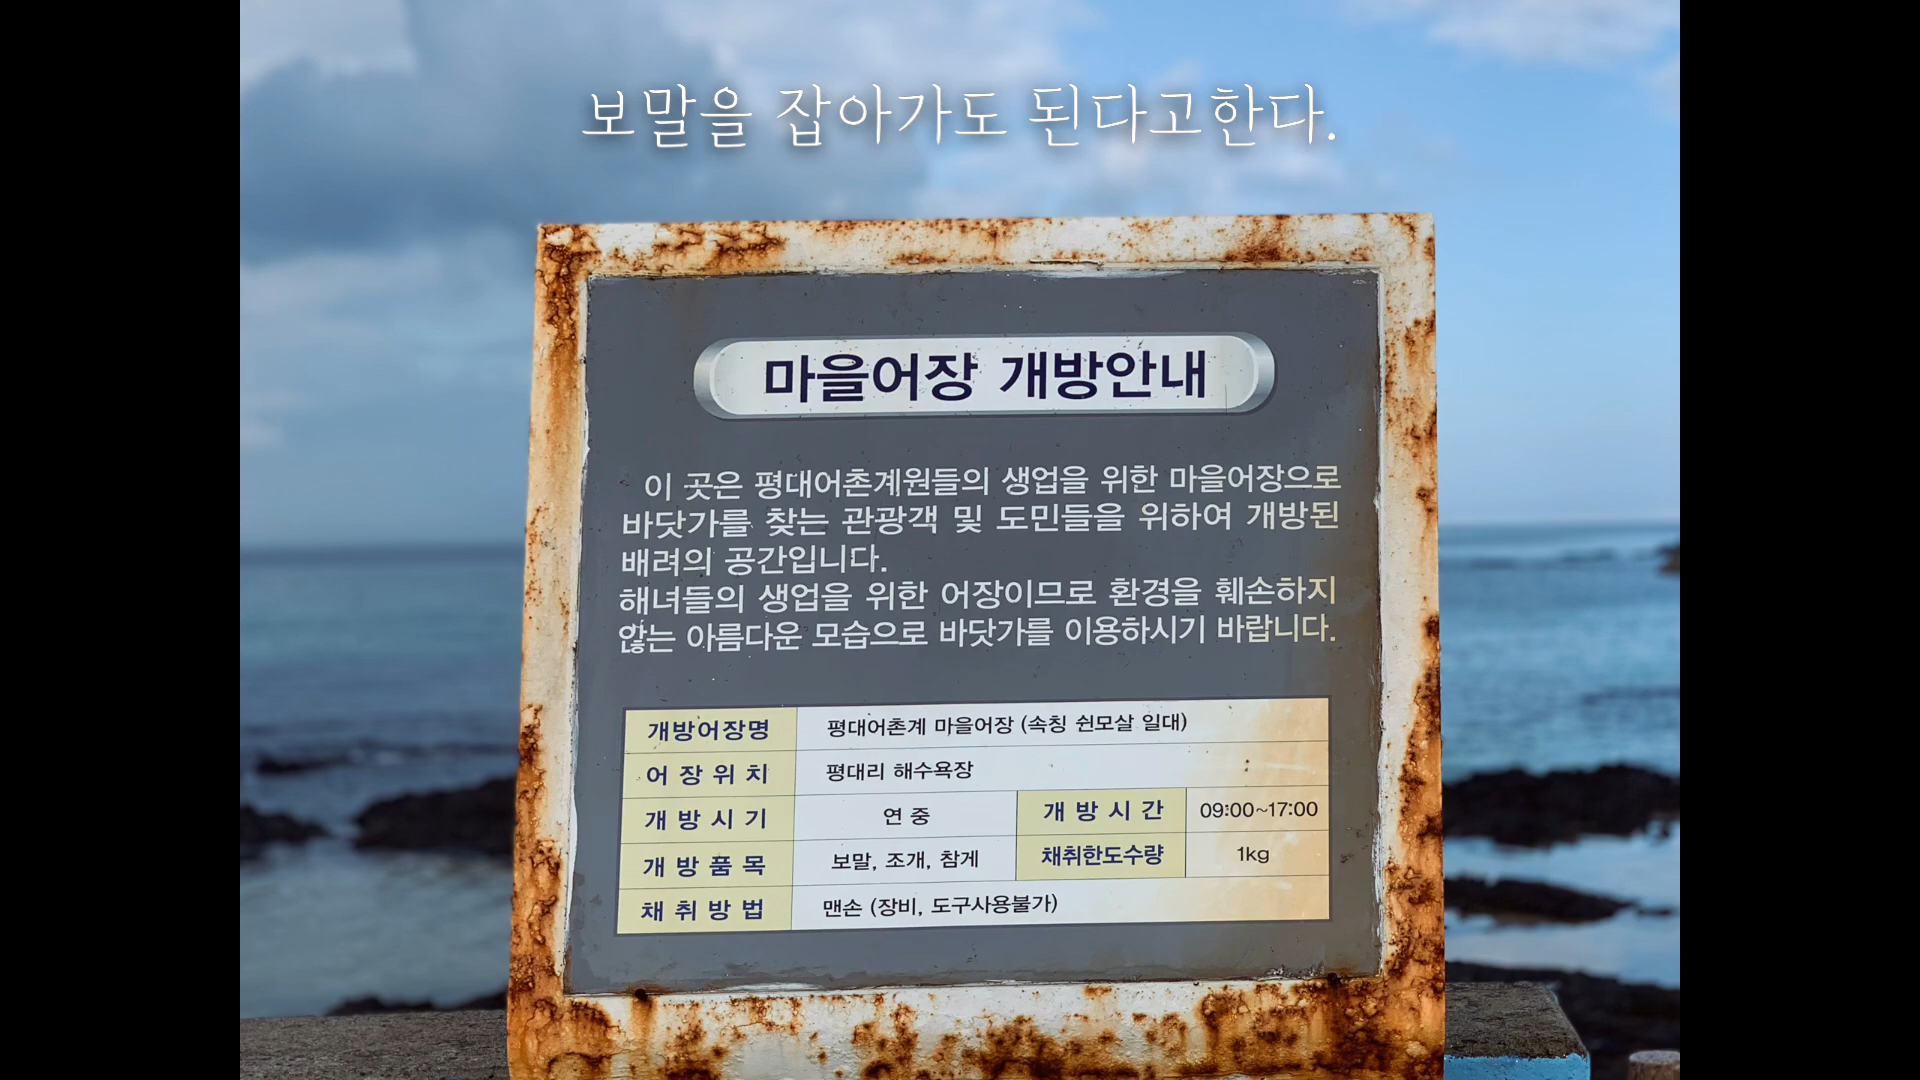 보말을 잡아가도 된다고한다.
마을어장 개방안내
이 곳은 평대어촌계원들의 생업을 위한 마을어장으로
바닷가를 찾는 관광객 및 도민들을 위하여 개방된
배려의 공간입니다.
해녀들의 생업을 위한 어장이므로 환경을 훼손하지
않는 아름다운 모습으로 바닷가를 이용하시기 바랍니다.
개방어장명 평대어촌계 마을어장 (속칭 쉰모살 일대)
어장위치 평대리 해수욕장
개방시기 연중 개방시간 09:00~17:00
개방품목 보말, 조개, 참게 채취한도수량 1kg
채취방법 맨손 (장비, 도구사용불가)